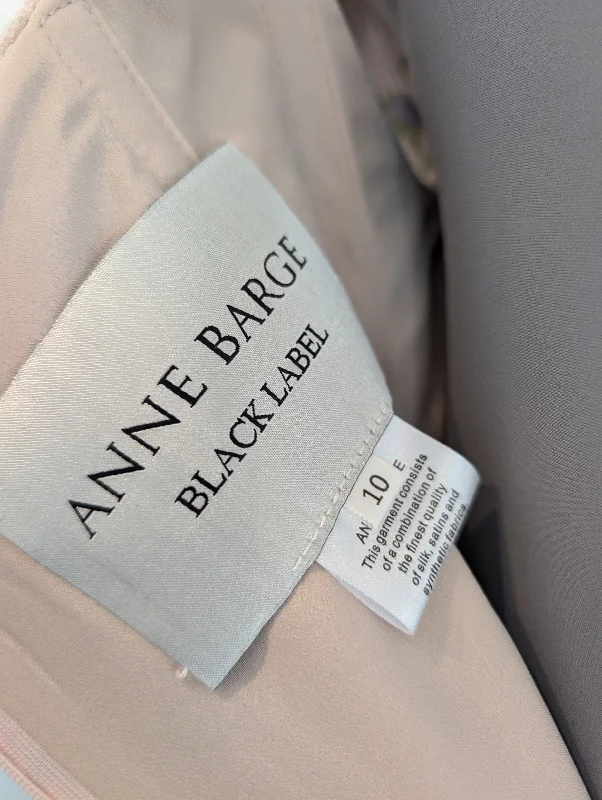 ANNE BARGE
BLACK LABEL
AN 10 E
This garment consists
of a combination of
the finest quality
of silk, satins and
synthetic fabrics